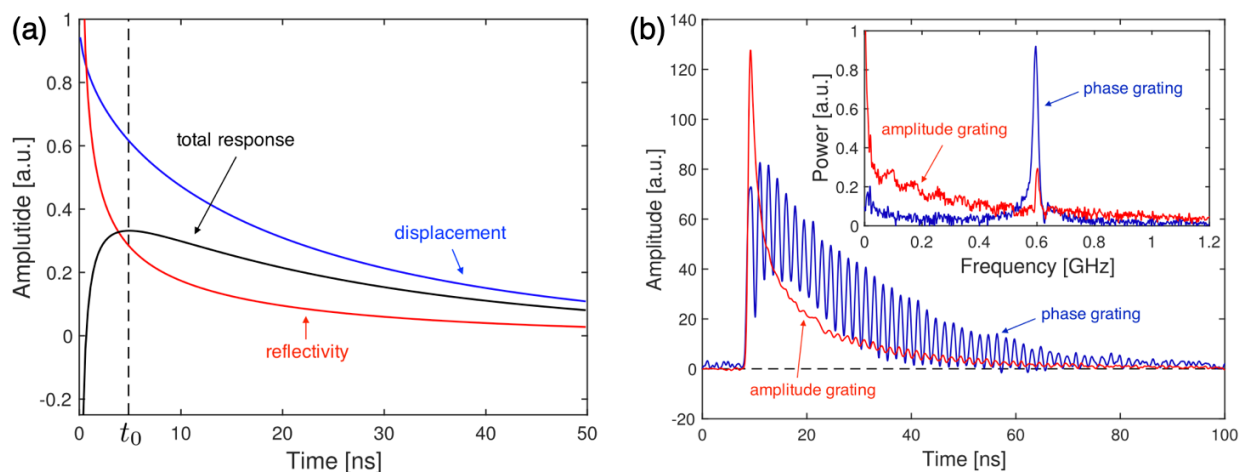 (a)
Amplutide [a.u.]
1
0.8
0.6
0.4
0.2
0
-0.2
total response
displacement
reflectivity
0
t0
10
20
30
40
50
Time [ns]
(b)
Amplitude [a.u.]
140
120
100
80
60
40
20
0
-20
phase grating
amplitude grating
0
20
40
60
80
100
Time [ns]
Power [a.u.]
1
0.8
0.6
0.4
0.2
0
phase grating
amplitude grating
0
0.2
0.4
0.6
0.8
1
1.2
Frequency [GHz]